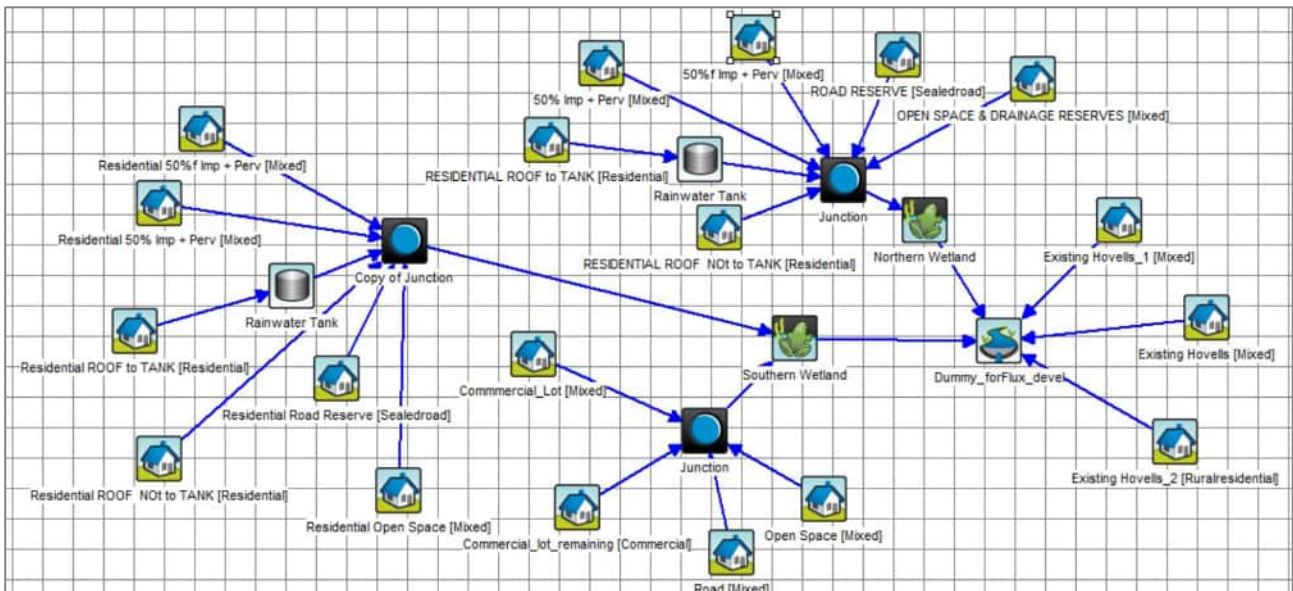 50%f Imp + Perv [Mixed]
ROAD RESERVE [Sealedroad]
50% Imp + Perv [Mixed]
OPEN SPACE & DRAINAGE RESERVES [Mixed]
Residential 50%f Imp + Perv [Mixed]
RESIDENTIAL ROOF to TANK [Residential]
Rainwater Tank
Junction
Residential 50% Imp + Perv [Mixed]
RESIDENTIAL ROOF NOt to TANK [Residential]
Northern Wetland
Existing Hovells_1 [Mixed]
Copy of Junction
Rainwater Tank
Existing Hovells [Mixed]
Residential ROOF to TANK [Residential]
Southern Wetland
Dummy_forFlux_devel
Commmercial_Lot [Mixed]
Residential Road Reserve [Sealedroad]
Junction
Existing Hovells_2 [Ruralresidential]
Residential ROOF NOt to TANK [Residential]
Residential Open Space [Mixed]
Open Space [Mixed]
Commercial_lot_remaining [Commercial]
Road [Mixed]